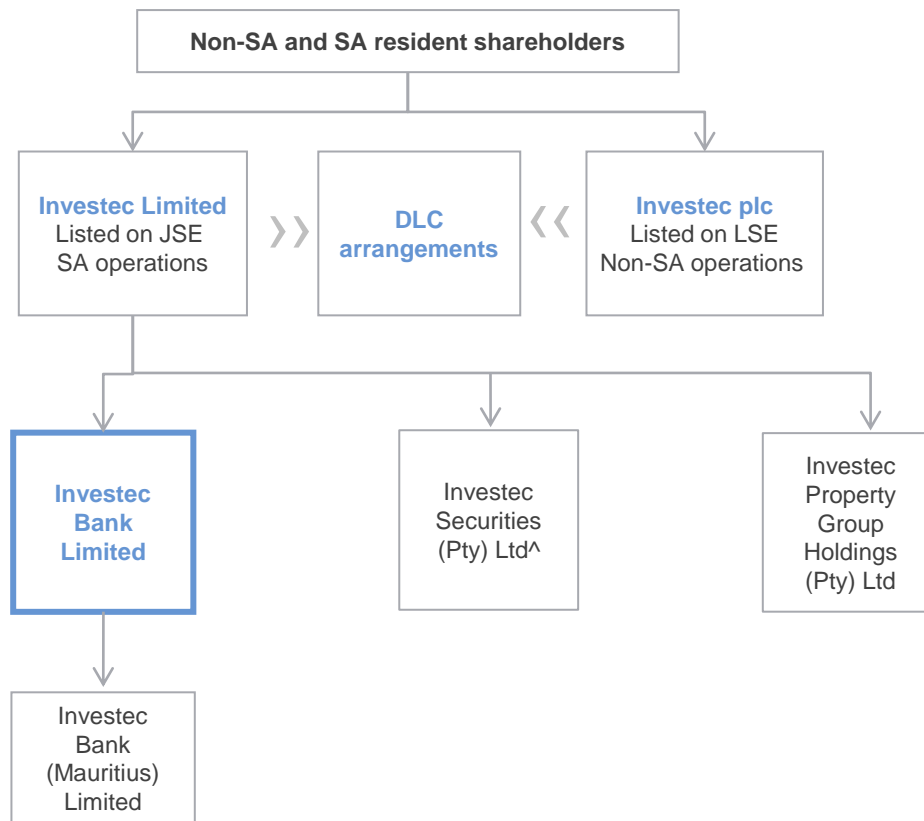 Non-SA and SA resident shareholders
Investec Limited
Listed on JSE
SA operations
DLC
arrangements
Investec plc
Listed on LSE
Non-SA operations
Investec
Bank
Limited
Investec
Securities
(Pty) Ltd^
Investec
Property
Group
Holdings
(Pty) Ltd
Investec
Bank
(Mauritius)
Limited